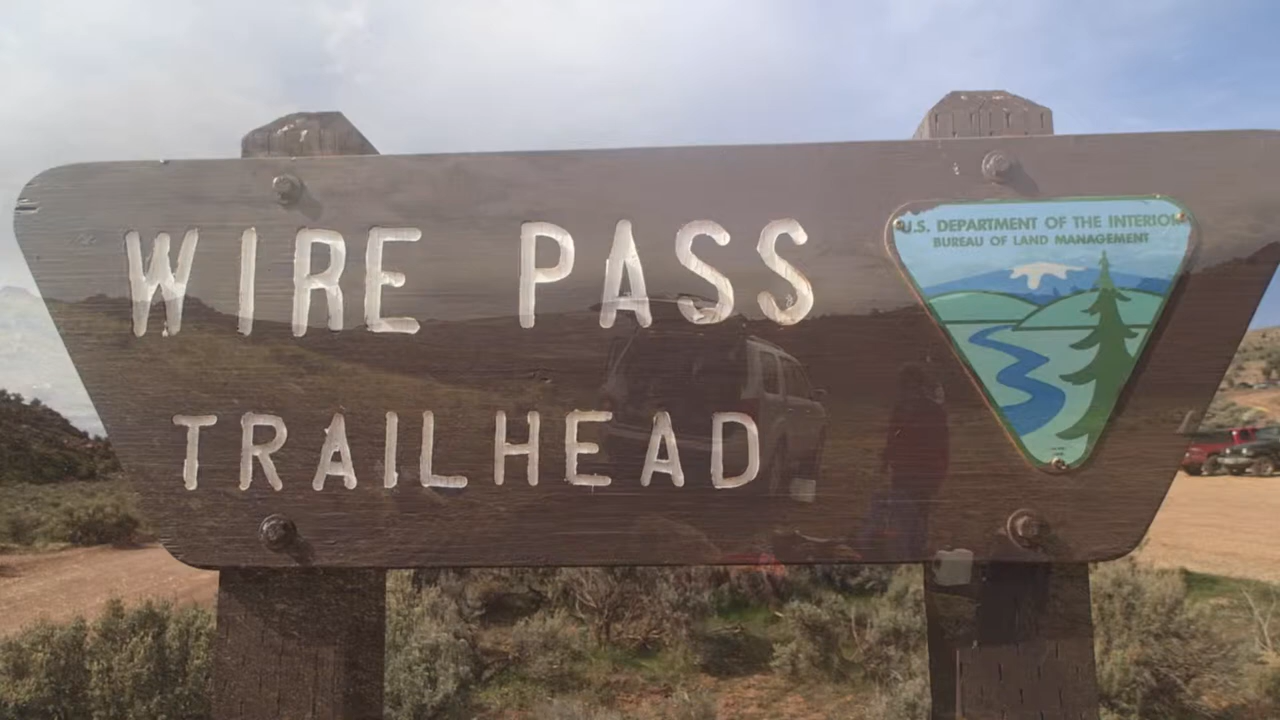 WIRE PASS
TRAILHEAD
U.S. DEPARTMENT OF THE INTERIOR
BUREAU OF LAND MANAGEMENT